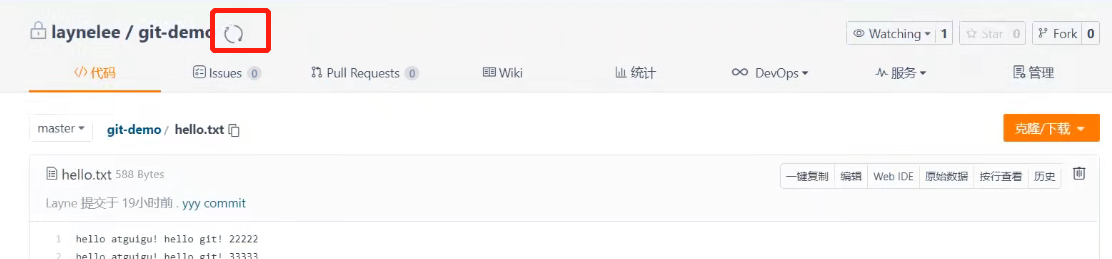 laynelee / git-demo
Watching 1 Star 0 Fork 0
代码 Issues 0 Pull Requests 0 Wiki 统计 DevOps 服务 管理
master git-demo / hello.txt 克隆/下载
hello.txt 588 Bytes 一键复制 编辑 Web IDE 原始数据 按行查看 历史
Layne 提交于 19小时前 . yyy commit
1 hello atguigu! hello git! 22222
2 hello atguigu! hello git! 33333